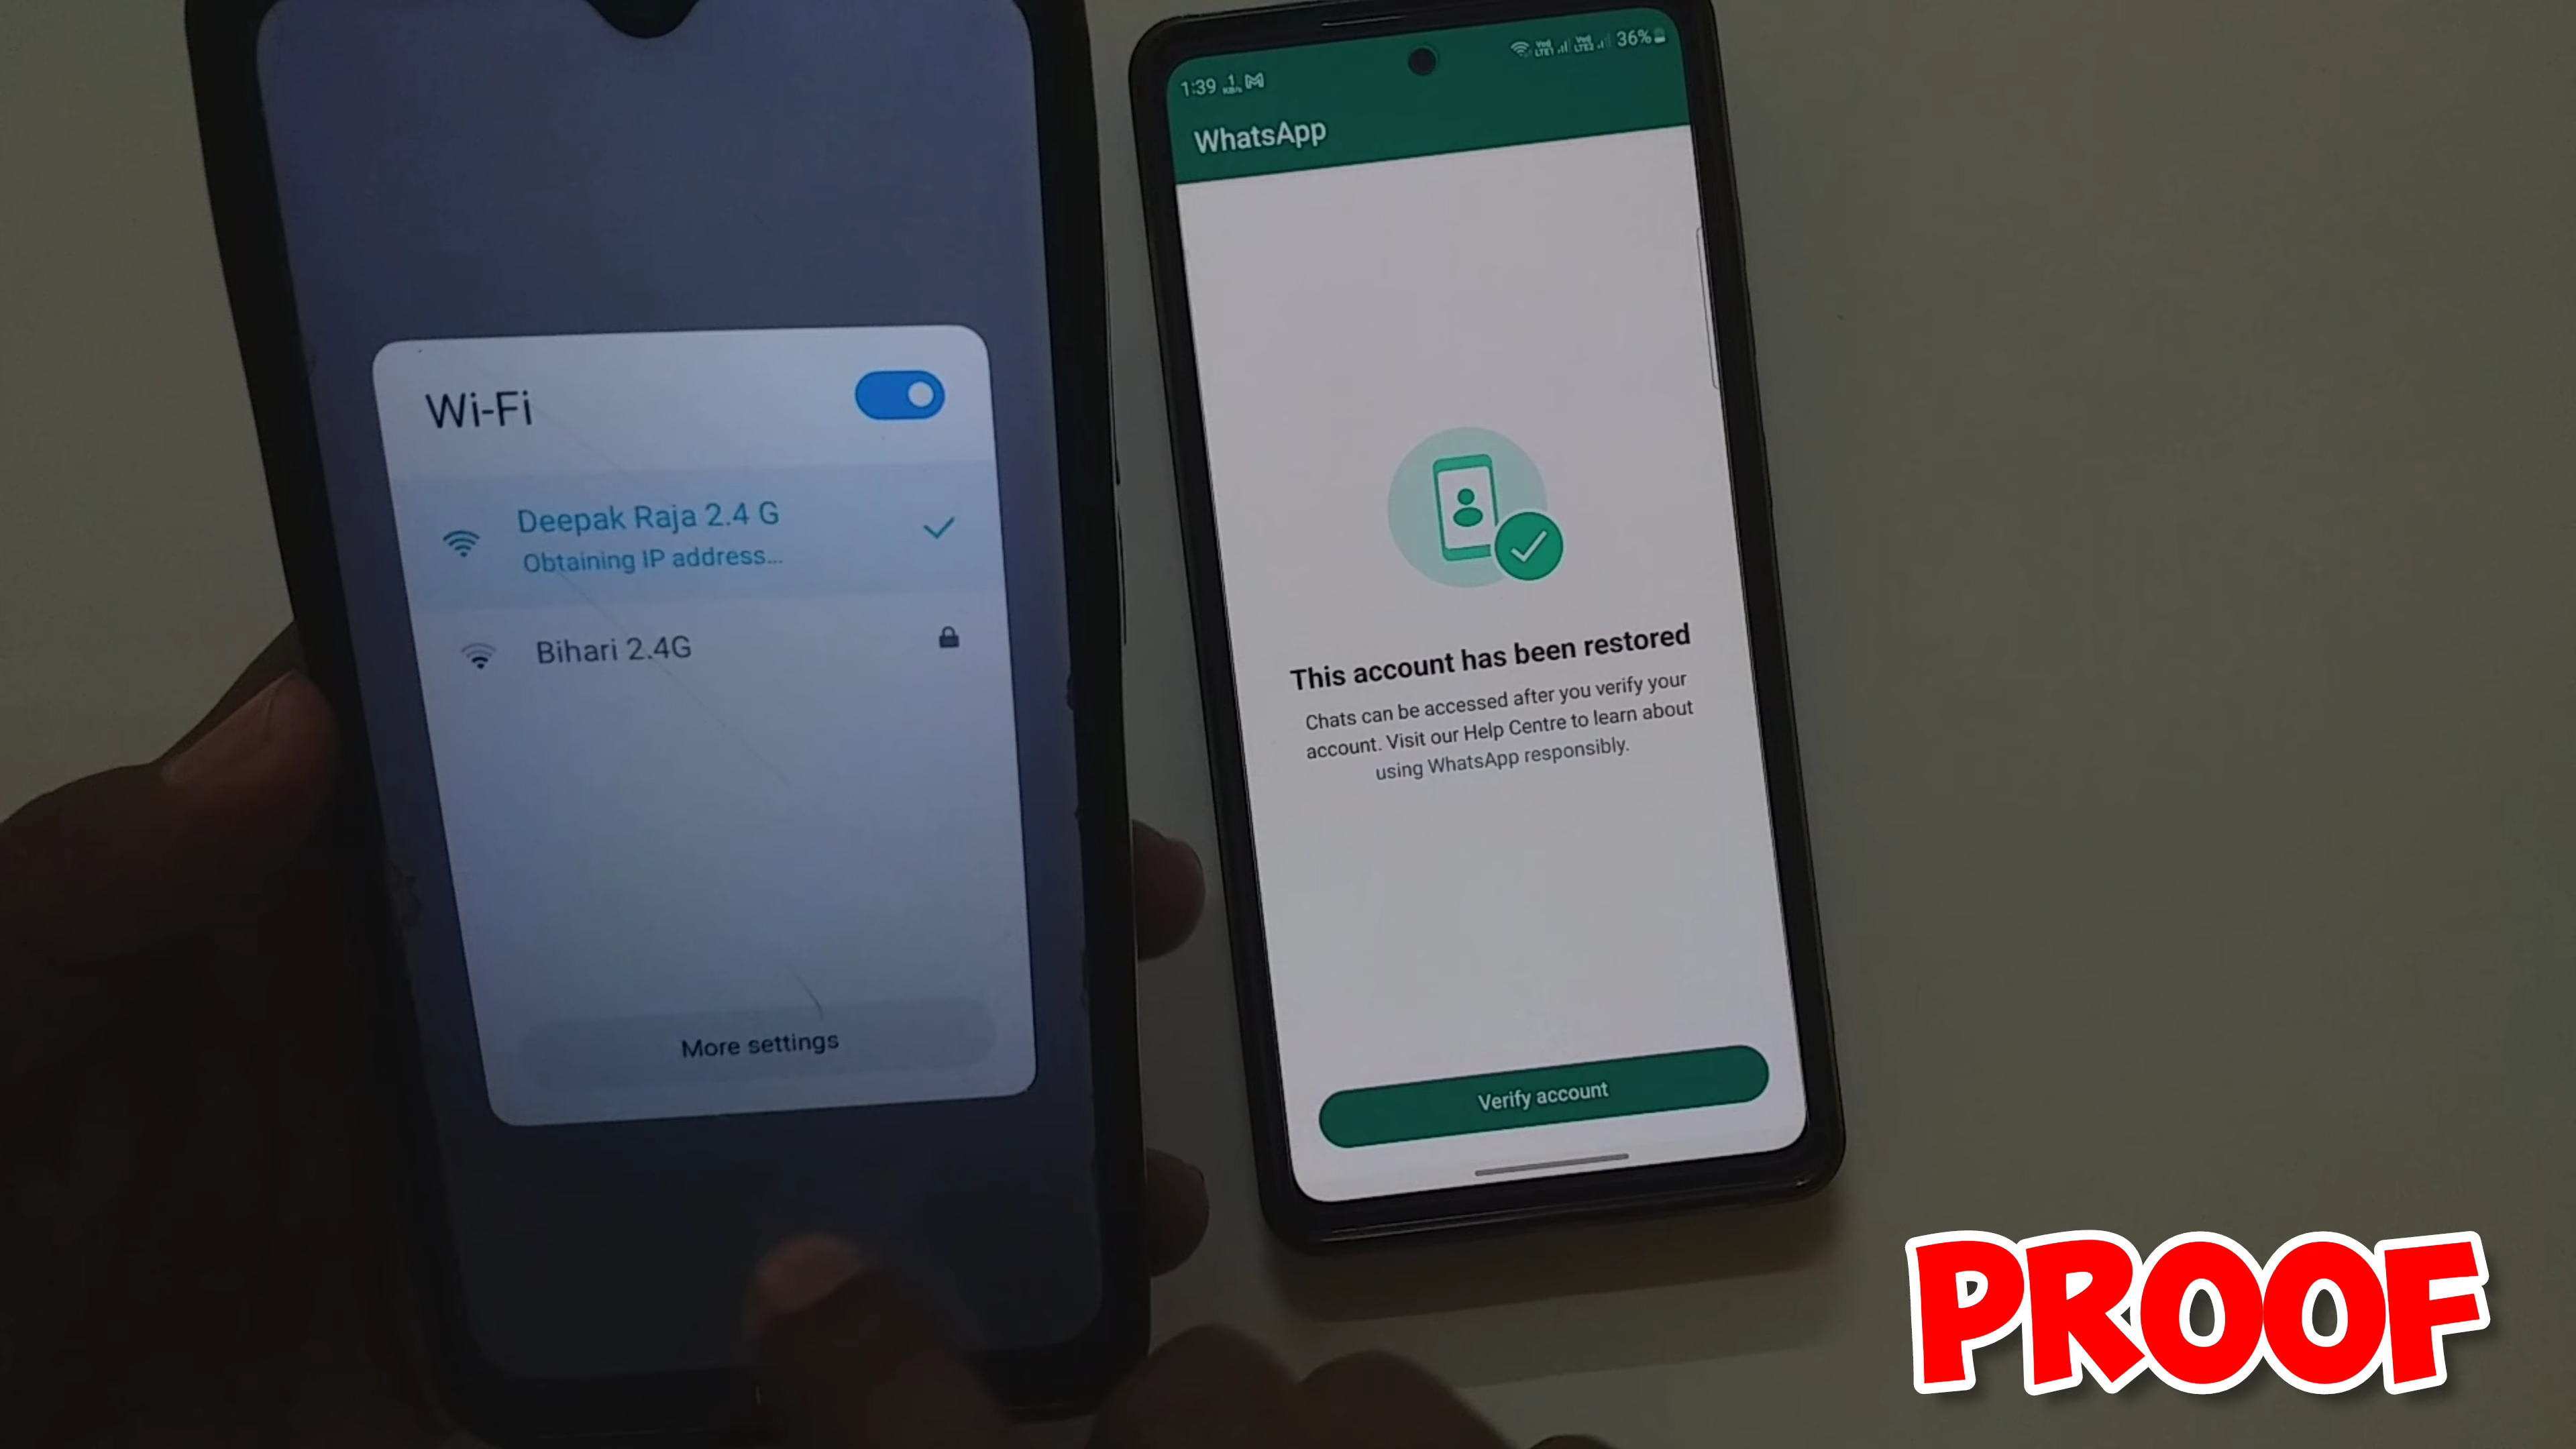 Wi-Fi
Deepak Raja 2.4 G
Obtaining IP address...
Bihari 2.4G
More settings
1:39 1 KB/s 36%
WhatsApp
This account has been restored
Chats can be accessed after you verify your
account. Visit our Help Centre to learn about
using WhatsApp responsibly.
Verify account
PROOF